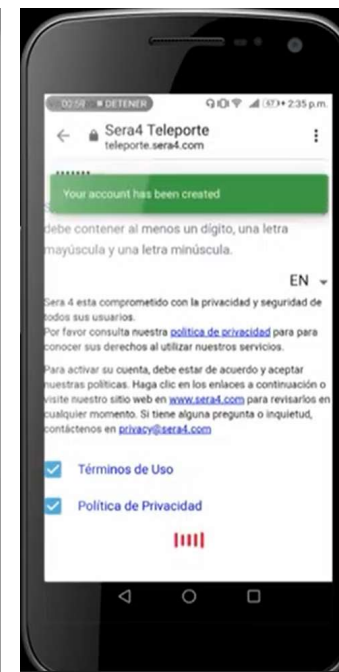 00:59 DETENER 67 2:35 p.m.
Sera4 Teleporte
teleporte.sera4.com
Your account has been created
debe contener al menos un dígito, una letra
mayúscula y una letra minúscula.
EN
Sera 4 esta comprometido con la privacidad y seguridad de
todos sus usuarios.
Por favor consulta nuestra política de privacidad para para
conocer sus derechos al utilizar nuestros servicios.
Para activar su cuenta, debe estar de acuerdo y aceptar
nuestras políticas. Haga clic en los enlaces a continuación o
visite nuestro sitio web en www.sera4.com para revisarlos en
cualquier momento. Si tiene alguna pregunta o inquietud,
contáctenos en privacy@sera4.com
Términos de Uso
Política de Privacidad